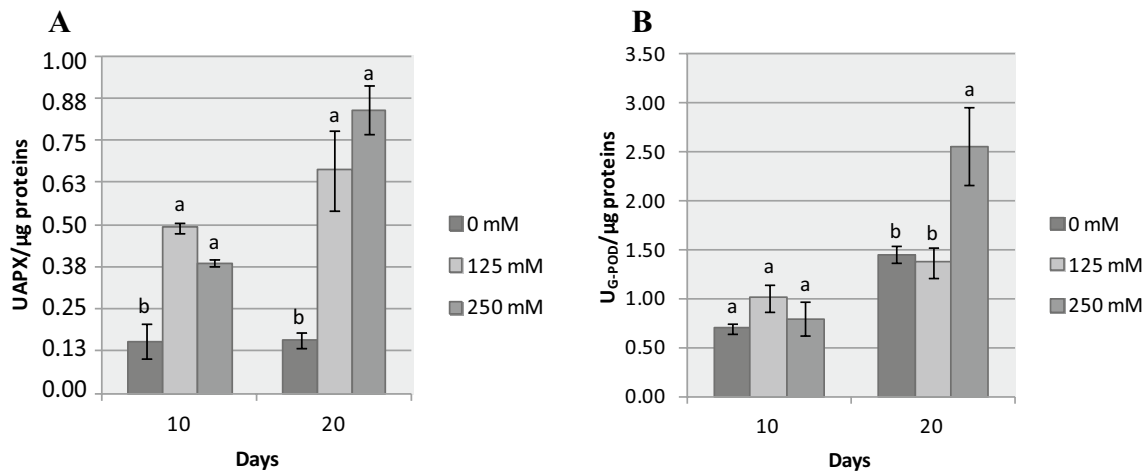 A
UAPX/µg proteins
1.00
0.88
0.75
0.63
0.50
0.38
0.25
0.13
0.00
b
a
a
b
a
a
10
20
Days
0 mM
125 mM
250 mM
B
U_G-POD/µg proteins
3.50
3.00
2.50
2.00
1.50
1.00
0.50
0.00
a
a
a
b
b
a
10
20
Days
0 mM
125 mM
250 mM